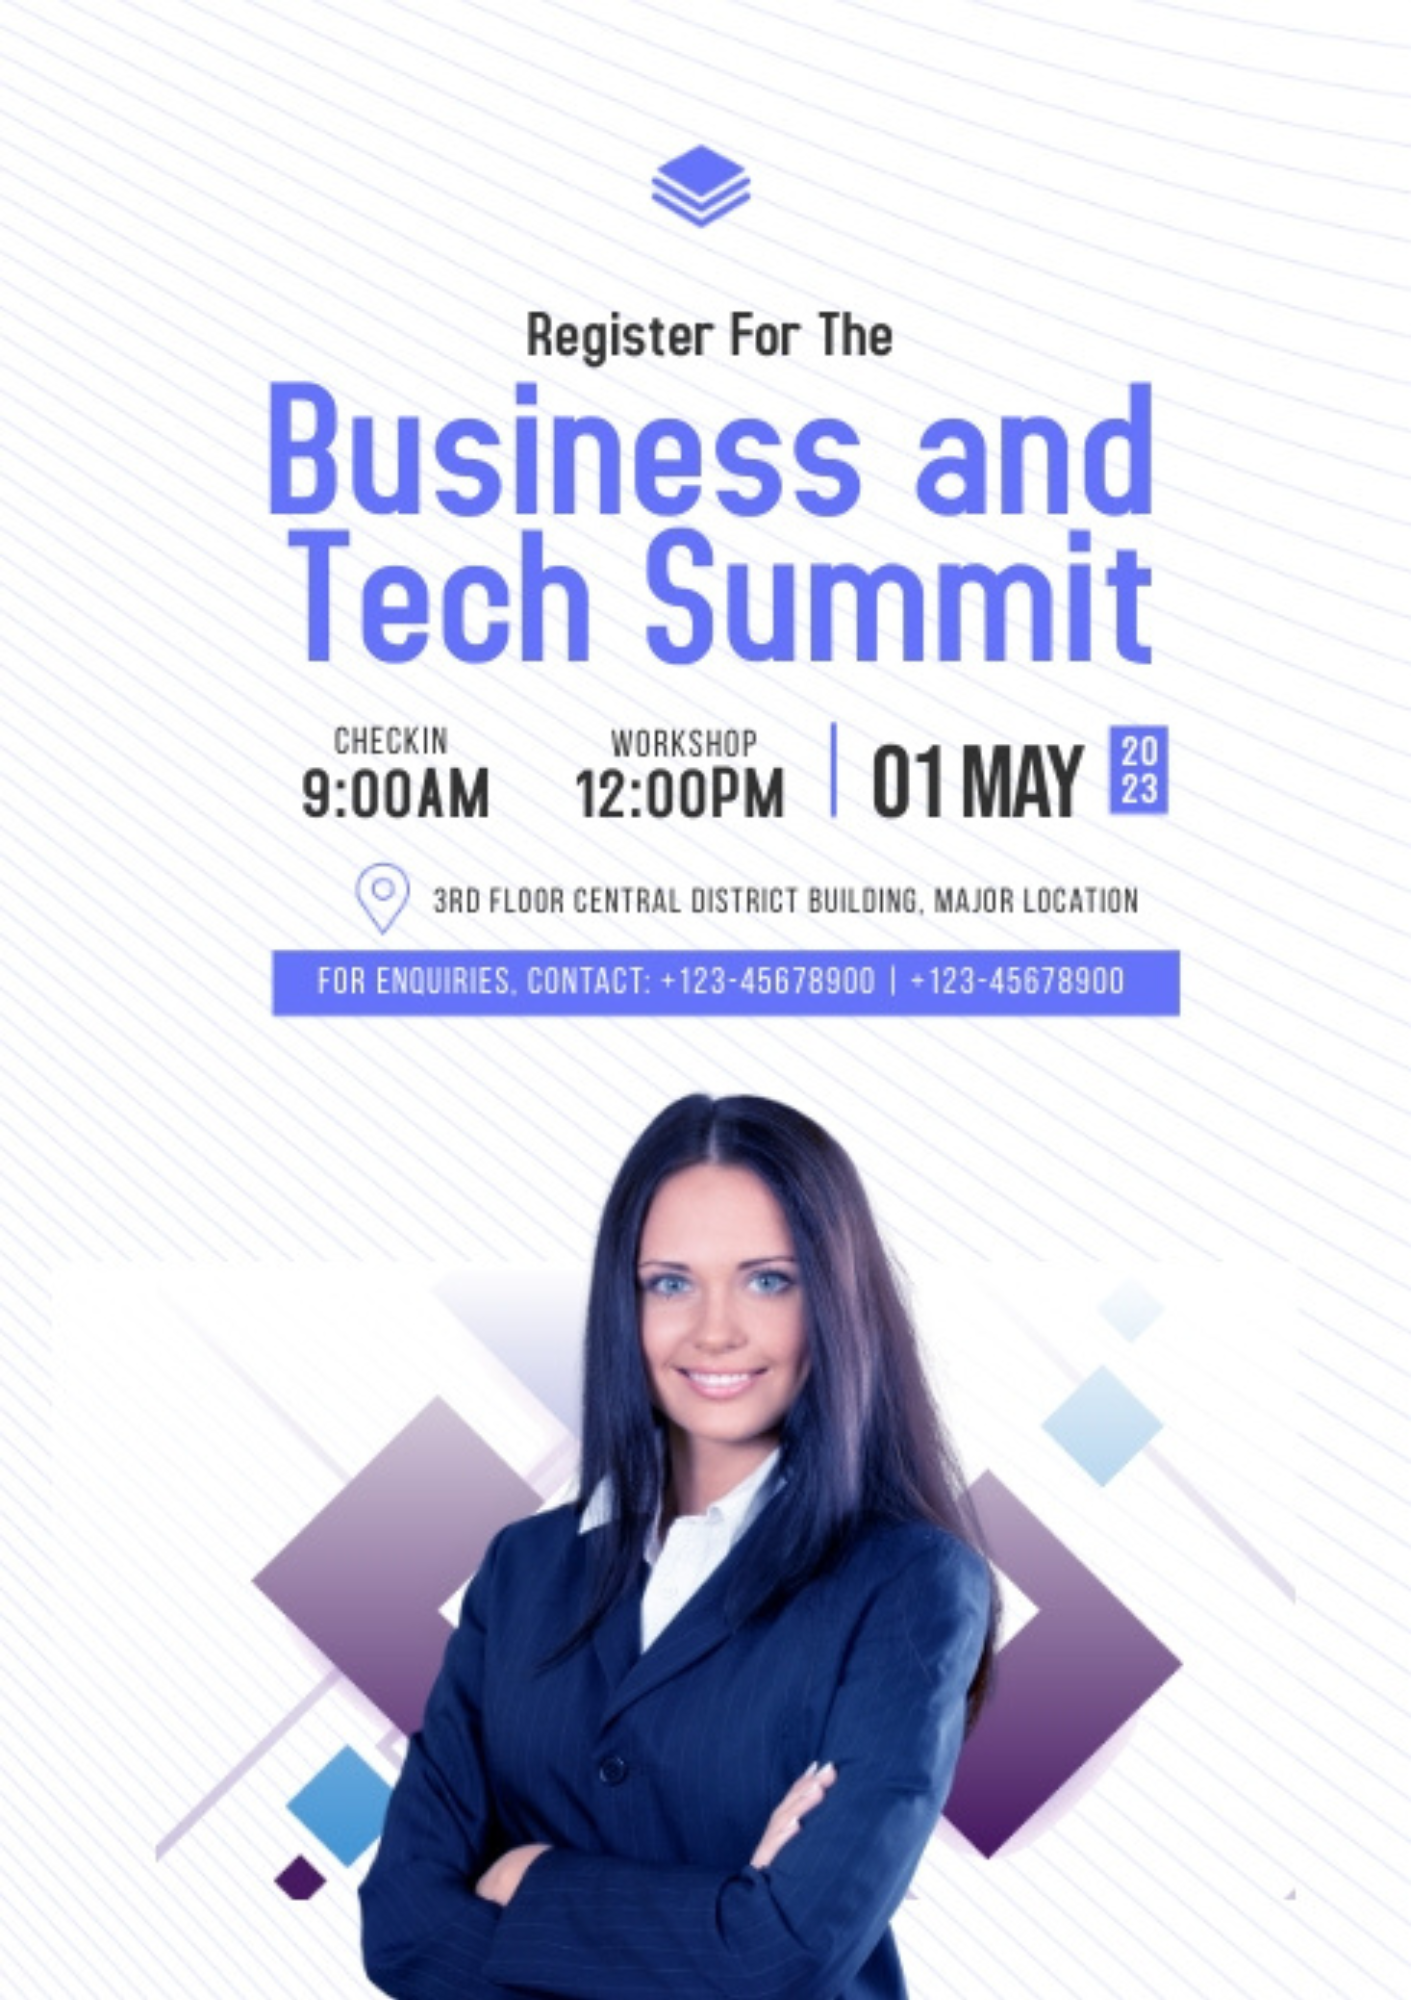 Register For The
Business and
Tech Summit
CHECKIN
9:00AM
WORKSHOP
12:00PM
01 MAY
20
23
3RD FLOOR CENTRAL DISTRICT BUILDING, MAJOR LOCATION
FOR ENQUIRIES, CONTACT: +123-45678900 | +123-45678900